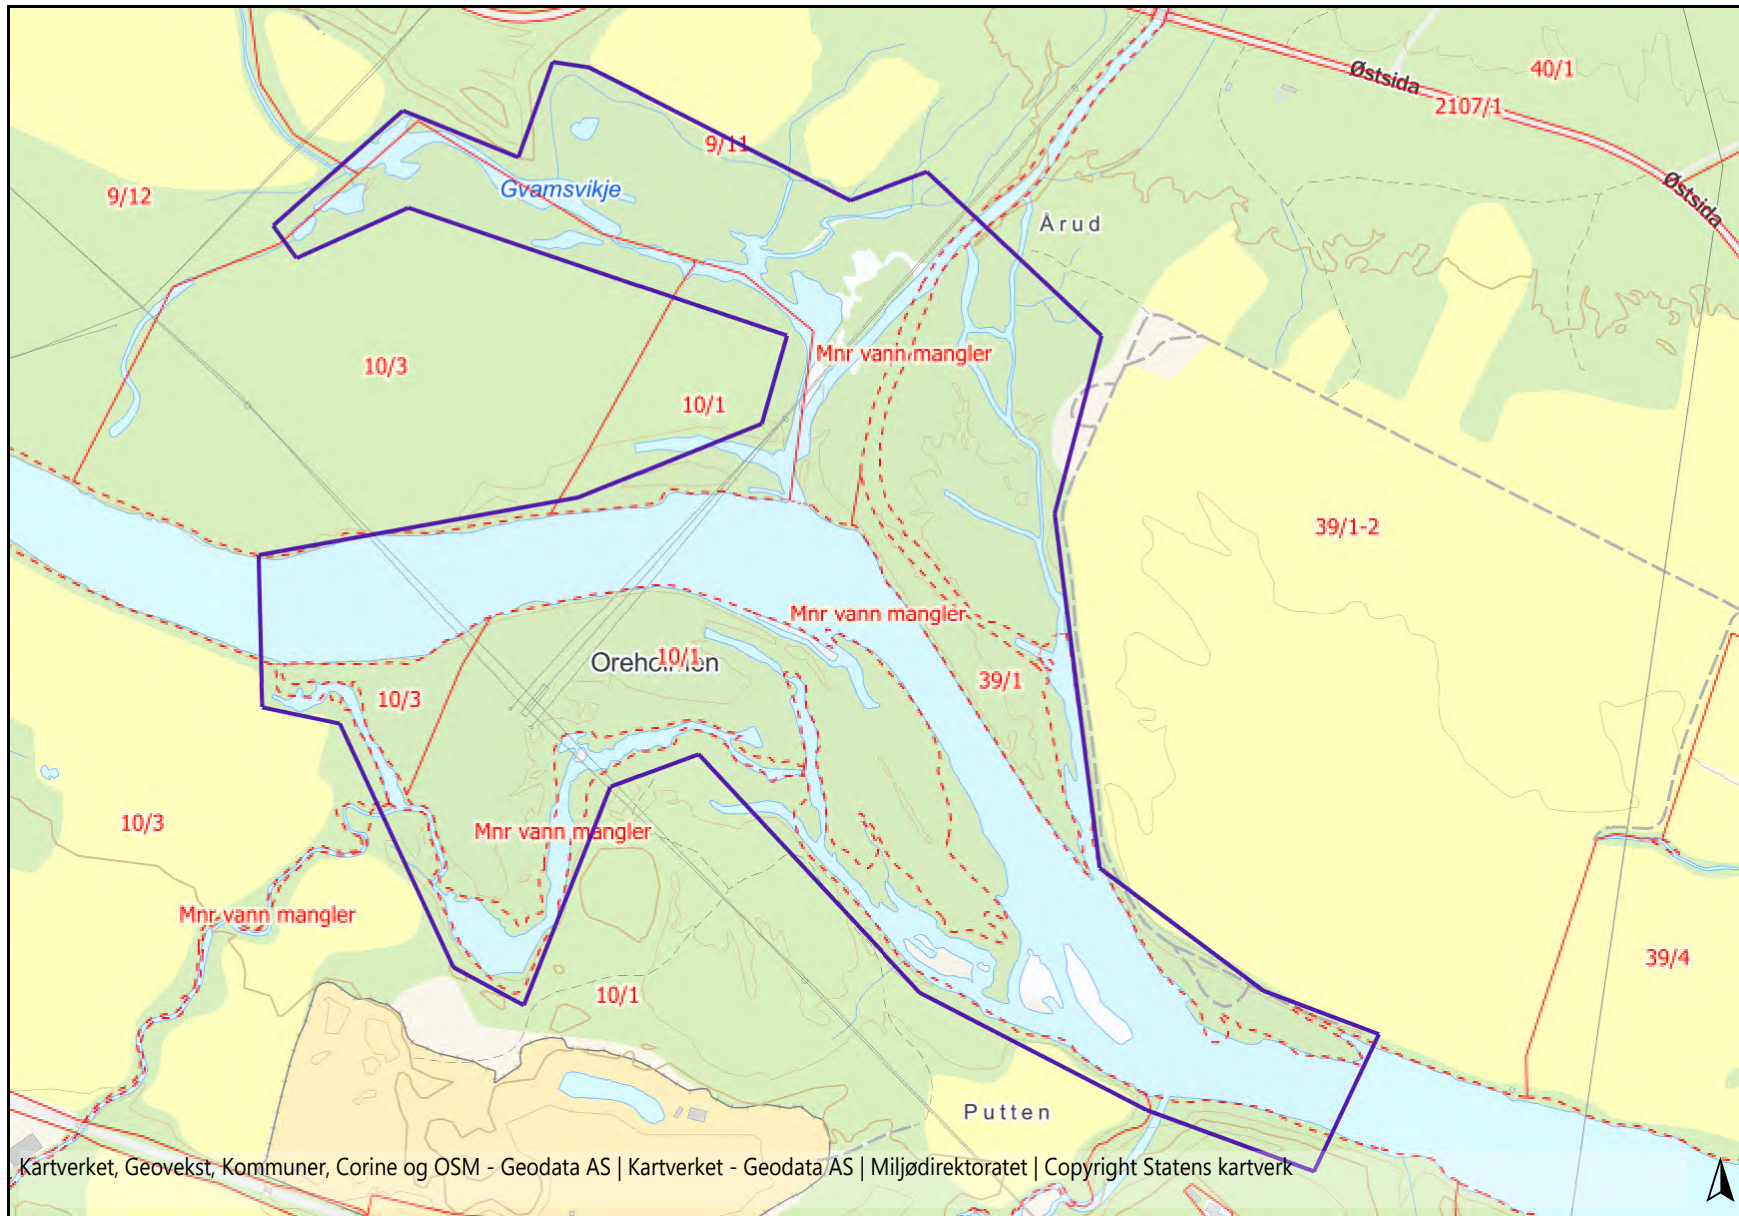 Østsida
40/1
2107/1
9/11
Østsida
9/12
Gvamsvikje
Årud
Mnr vann mangler
10/3
10/1
39/1-2
Mnr vann mangler
Oreholmen
10/1
39/1
10/3
10/3
Mnr vann mangler
Mnr vann mangler
39/4
10/1
Putten
Kartverket, Geovekst, Kommuner, Corine og OSM - Geodata AS | Kartverket - Geodata AS | Miljødirektoratet | Copyright Statens kartverk